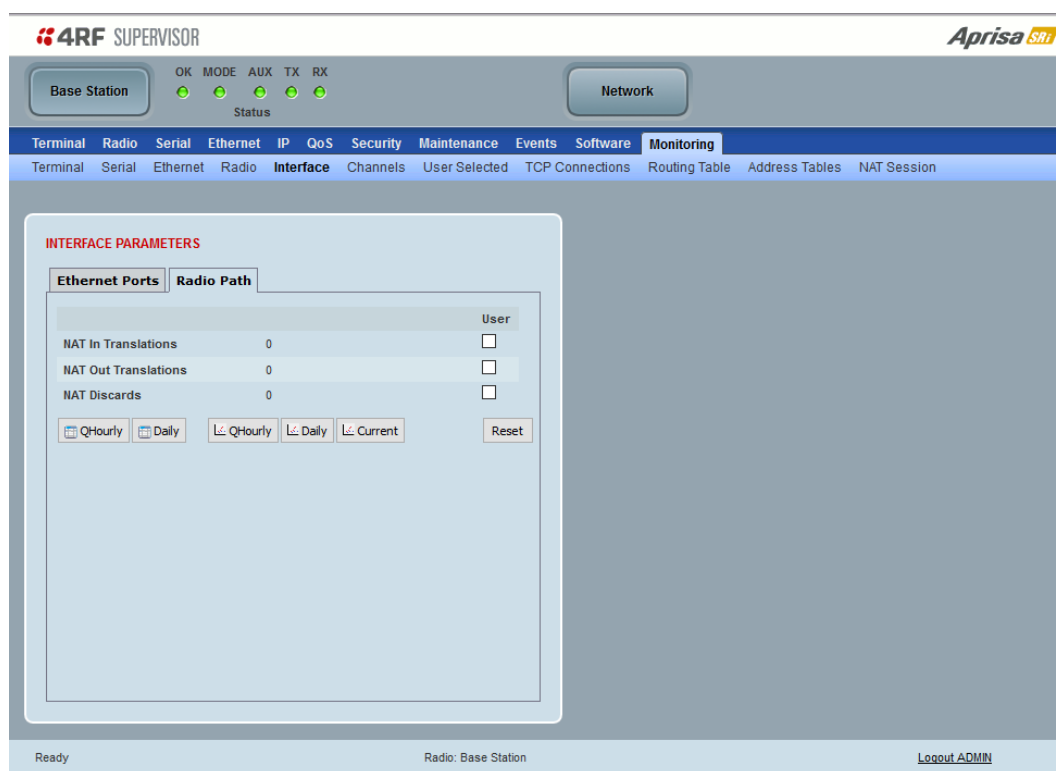 4RF SUPERVISOR
Aprisa SRi
Base Station
OK MODE AUX TX RX
Status
Network
Terminal Radio Serial Ethernet IP QoS Security Maintenance Events Software Monitoring
Terminal Serial Ethernet Radio Interface Channels User Selected TCP Connections Routing Table Address Tables NAT Session
INTERFACE PARAMETERS
Ethernet Ports Radio Path
User
NAT In Translations 0
NAT Out Translations 0
NAT Discards 0
QHourly Daily QHourly Daily Current Reset
Ready Radio: Base Station Logout ADMIN